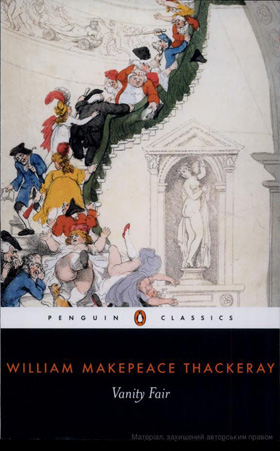 PENGUIN CLASSICS
WILLIAM MAKEPEACE THACKERAY
Vanity Fair
Матеріал, захищений авторським правом